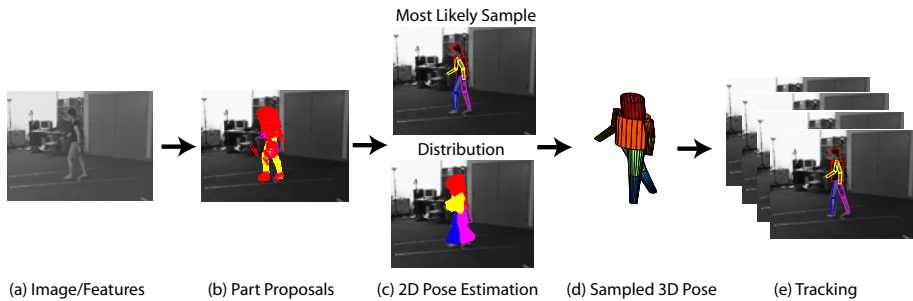 Most Likely Sample
Distribution
(a) Image/Features
(b) Part Proposals
(c) 2D Pose Estimation
(d) Sampled 3D Pose
(e) Tracking